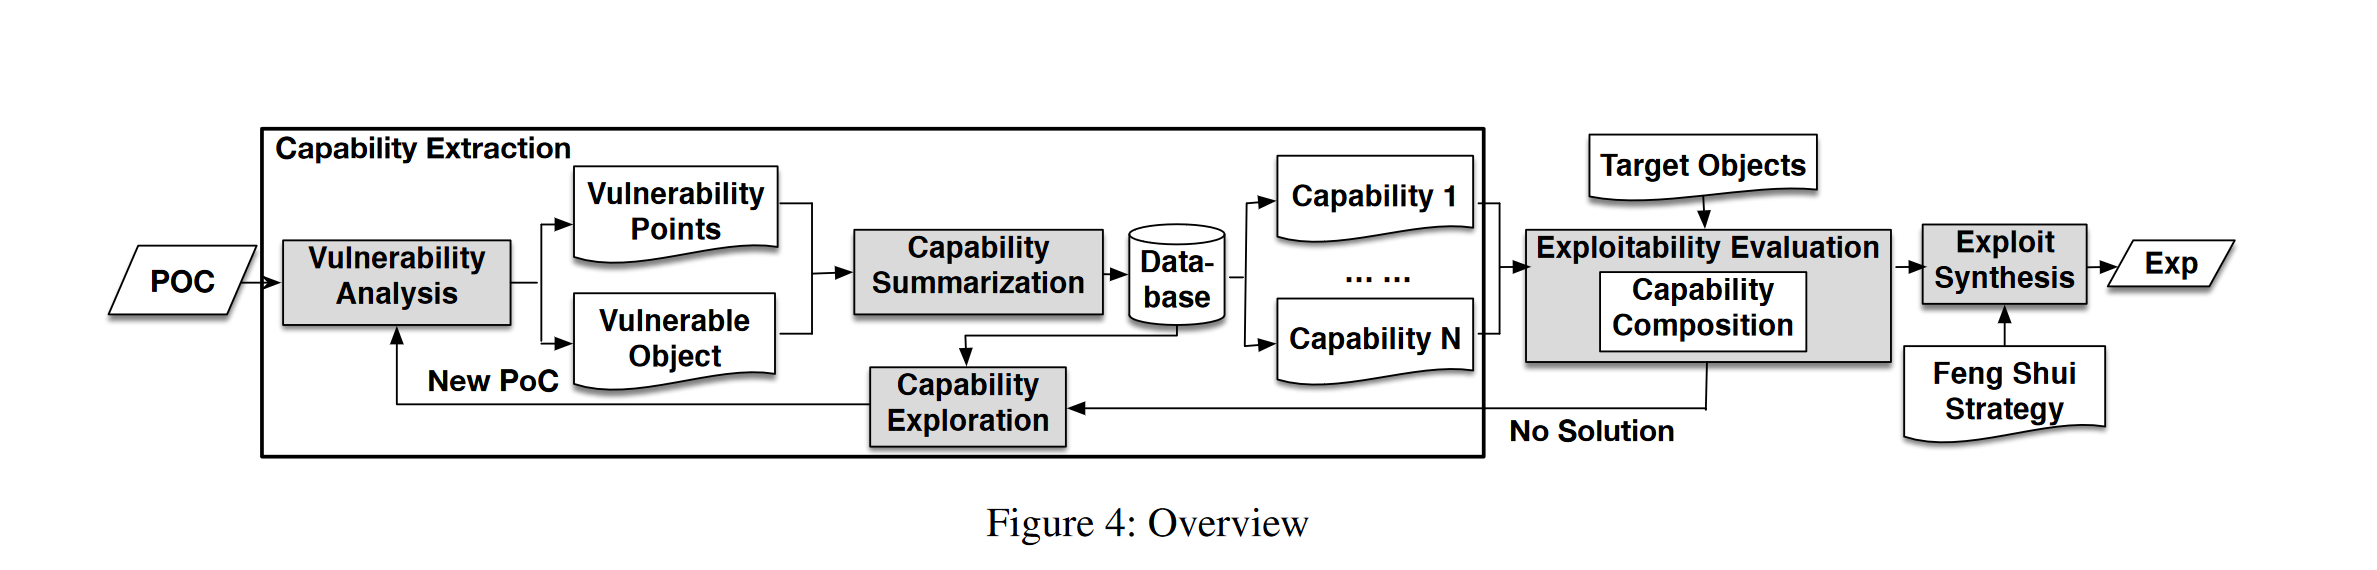 Capability Extraction
POC
Vulnerability
Analysis
Vulnerability
Points
Vulnerable
Object
Capability
Summarization
Data-
base
Capability 1
... ...
Capability N
Capability
Exploration
New PoC
Target Objects
Exploitability Evaluation
Capability
Composition
No Solution
Exploit
Synthesis
Feng Shui
Strategy
Exp
Figure 4: Overview